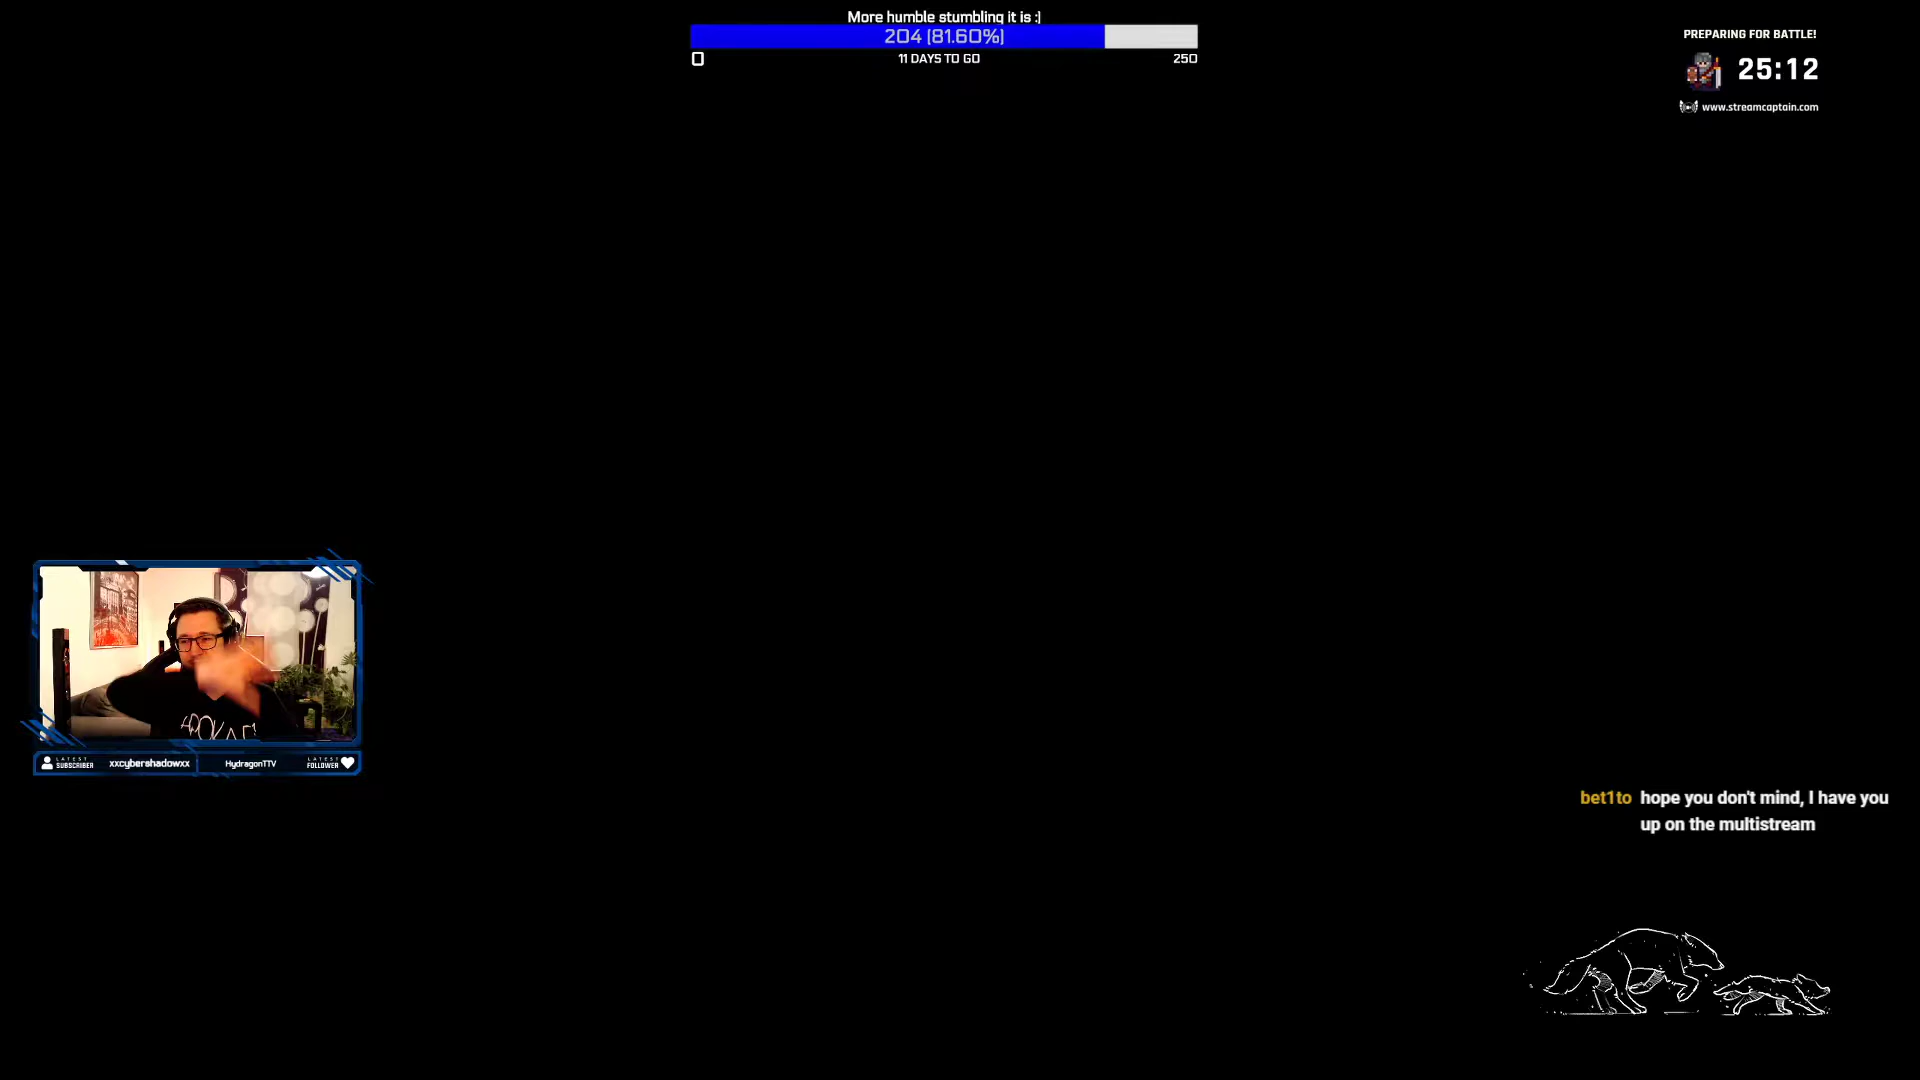 More humble stumbling it is :)
204 (81.60%)
0
11 DAYS TO GO
250
PREPARING FOR BATTLE!
25:12
www.streamcaptain.com
LATEST
SUBSCRIBER
xxcybershadowxx
HydragonTTV
LATEST
FOLLOWER
bet1to hope you don't mind, I have you
up on the multistream